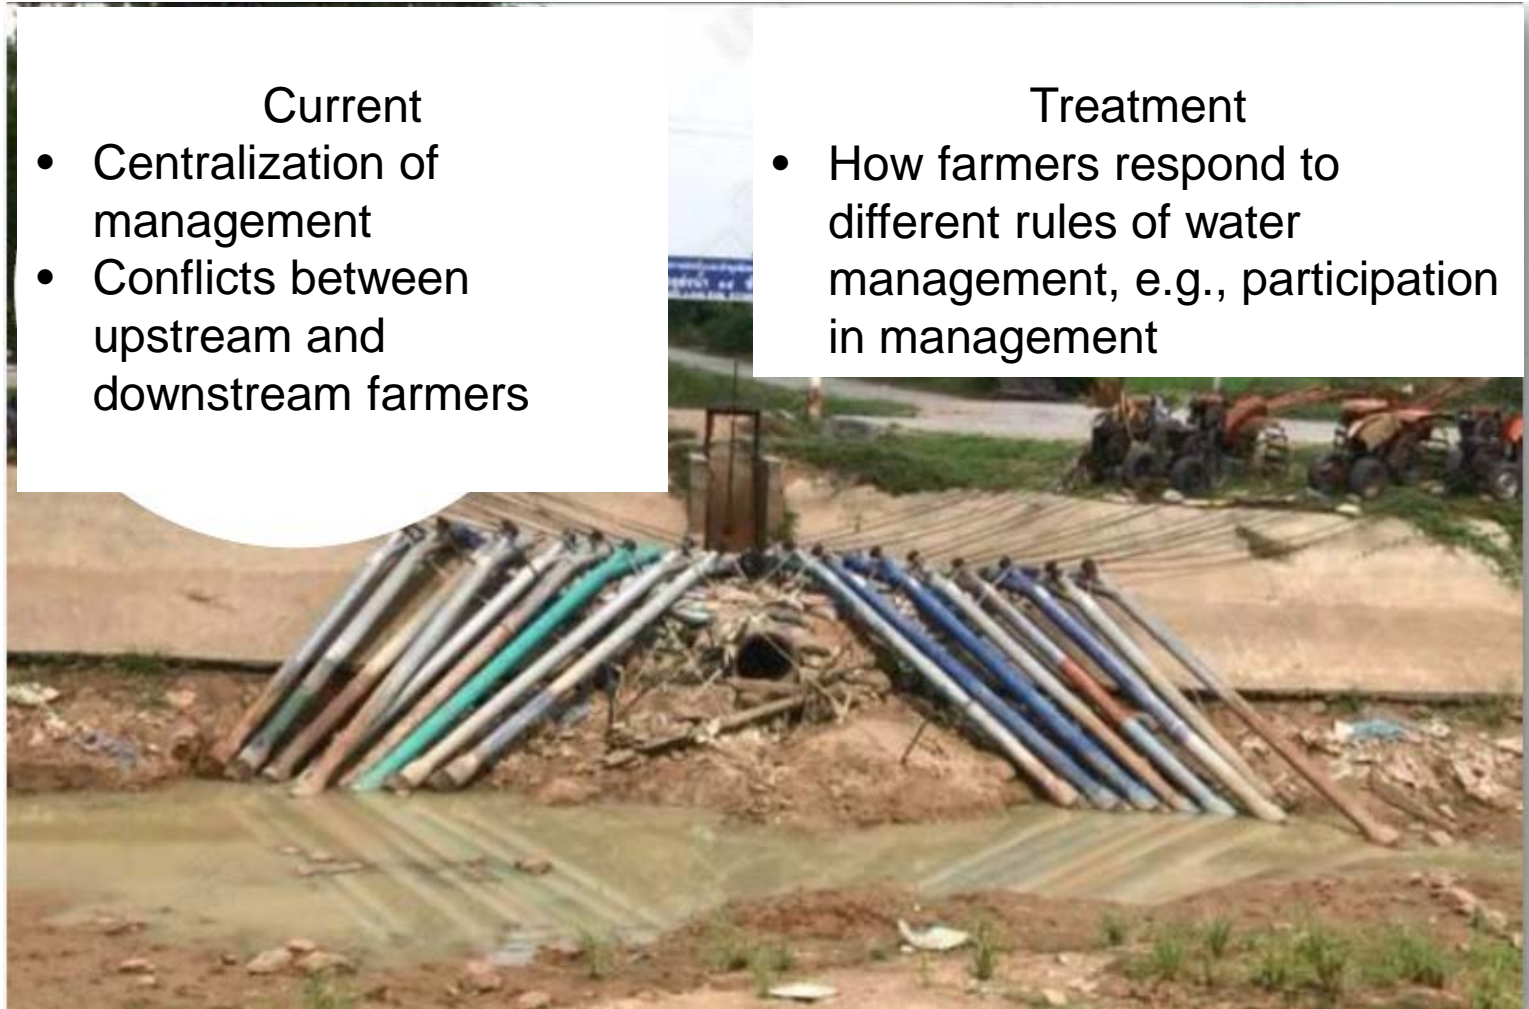 Current
• Centralization of
management
• Conflicts between
upstream and
downstream farmers
Treatment
• How farmers respond to
different rules of water
management, e.g., participation
in management